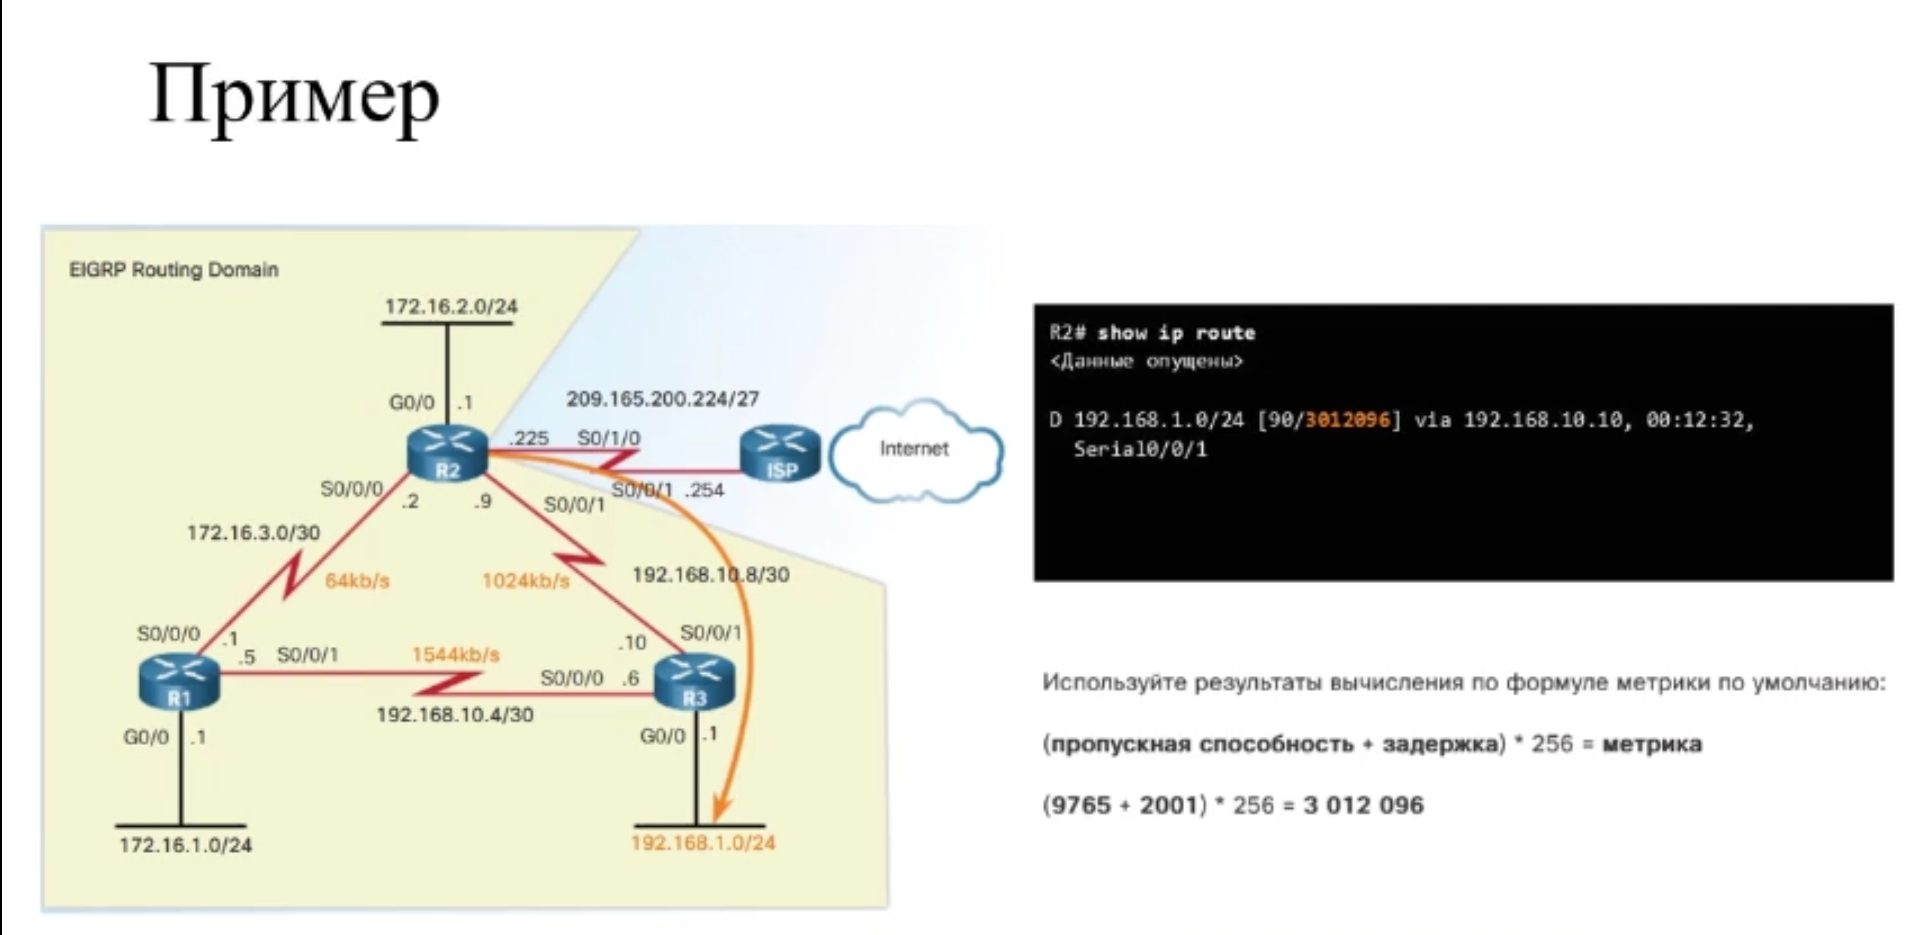 Пример
EIGRP Routing Domain
172.16.2.0/24
G0/0 .1
209.165.200.224/27
.225 S0/1/0
R2
ISP
Internet
S0/0/0
.2
.9
S0/0/1
S0/0/1 .254
172.16.3.0/30
64kb/s
1024kb/s
192.168.10.8/30
S0/0/0
.1
.5 S0/0/1
1544kb/s
.10
S0/0/1
S0/0/0 .6
R1
R3
192.168.10.4/30
G0/0 .1
G0/0 .1
172.16.1.0/24
192.168.1.0/24
R2# show ip route
<Данные опущены>
D 192.168.1.0/24 [90/3012096] via 192.168.10.10, 00:12:32,
Serial0/0/1
Используйте результаты вычисления по формуле метрики по умолчанию:
(пропускная способность + задержка) * 256 = метрика
(9765 + 2001) * 256 = 3 012 096